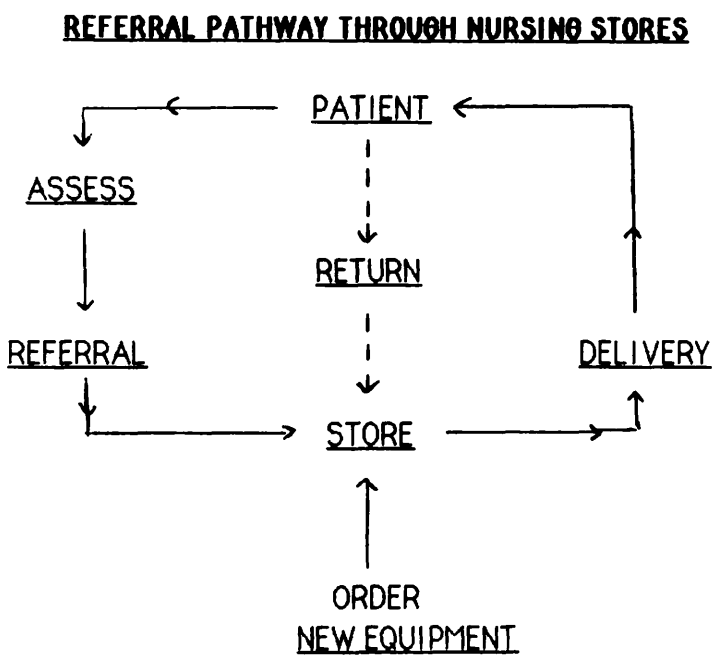 REFERRAL PATHWAY THROUGH NURSING STORES
PATIENT
ASSESS
RETURN
REFERRAL
DELIVERY
STORE
ORDER
NEW EQUIPMENT